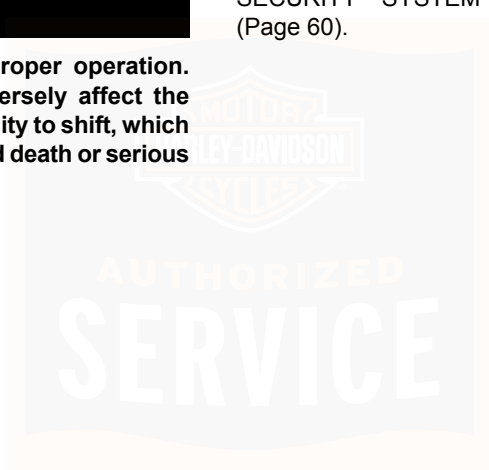 roper operation.
ersely affect the
ity to shift, which
d death or serious
SECURITY SYSTEM
(Page 60).
MOTOR
HARLEY-DAVIDSON
CYCLES
AUTHORIZED
SERVICE